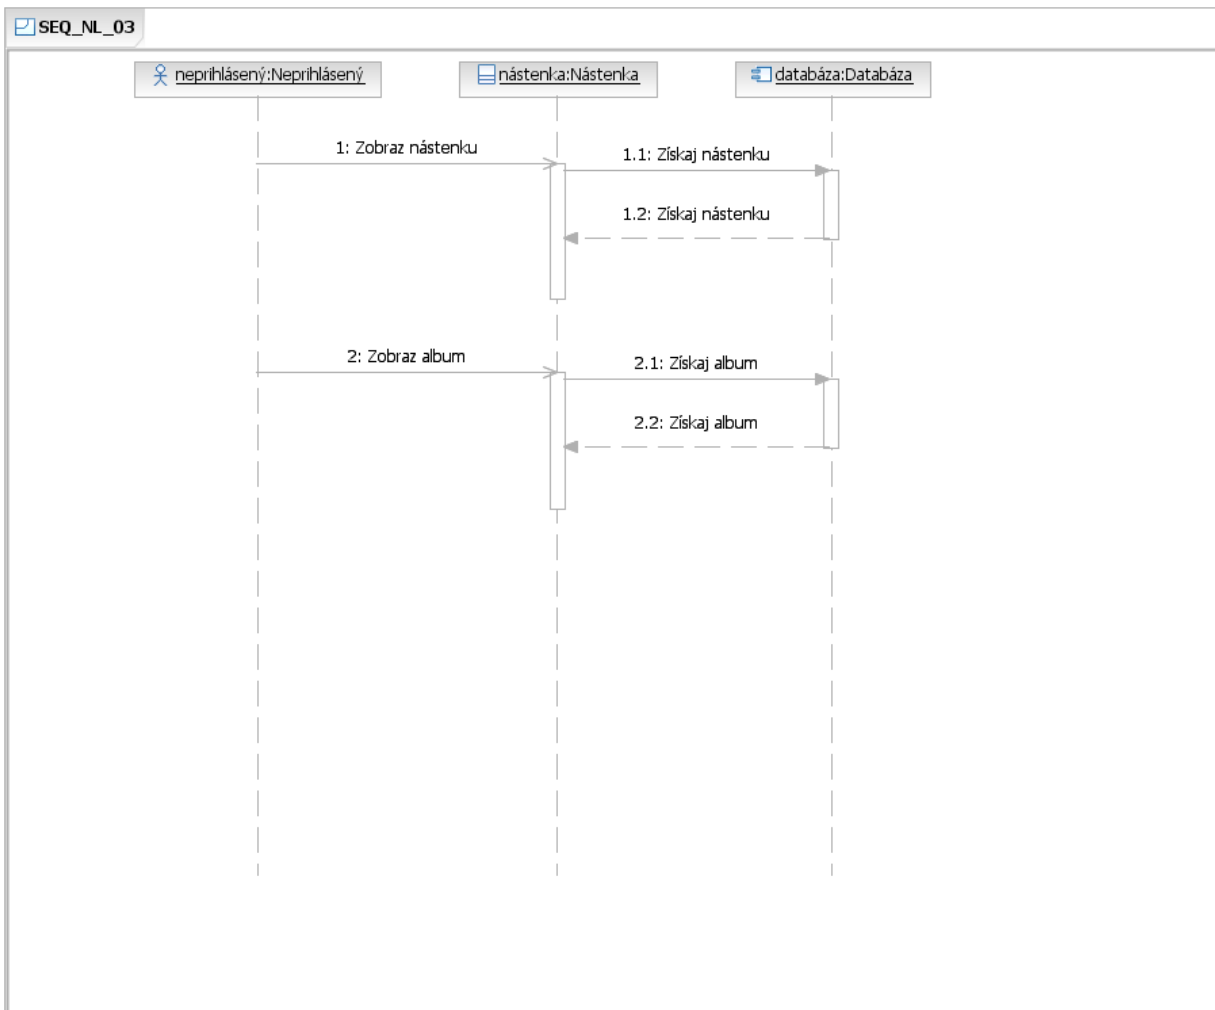 SEQ_NL_03
neprihlásený:Neprihlásený
nástenka:Nástenka
databáza:Databáza
1: Zobraz nástenku
1.1: Získaj nástenku
1.2: Získaj nástenku
2: Zobraz album
2.1: Získaj album
2.2: Získaj album